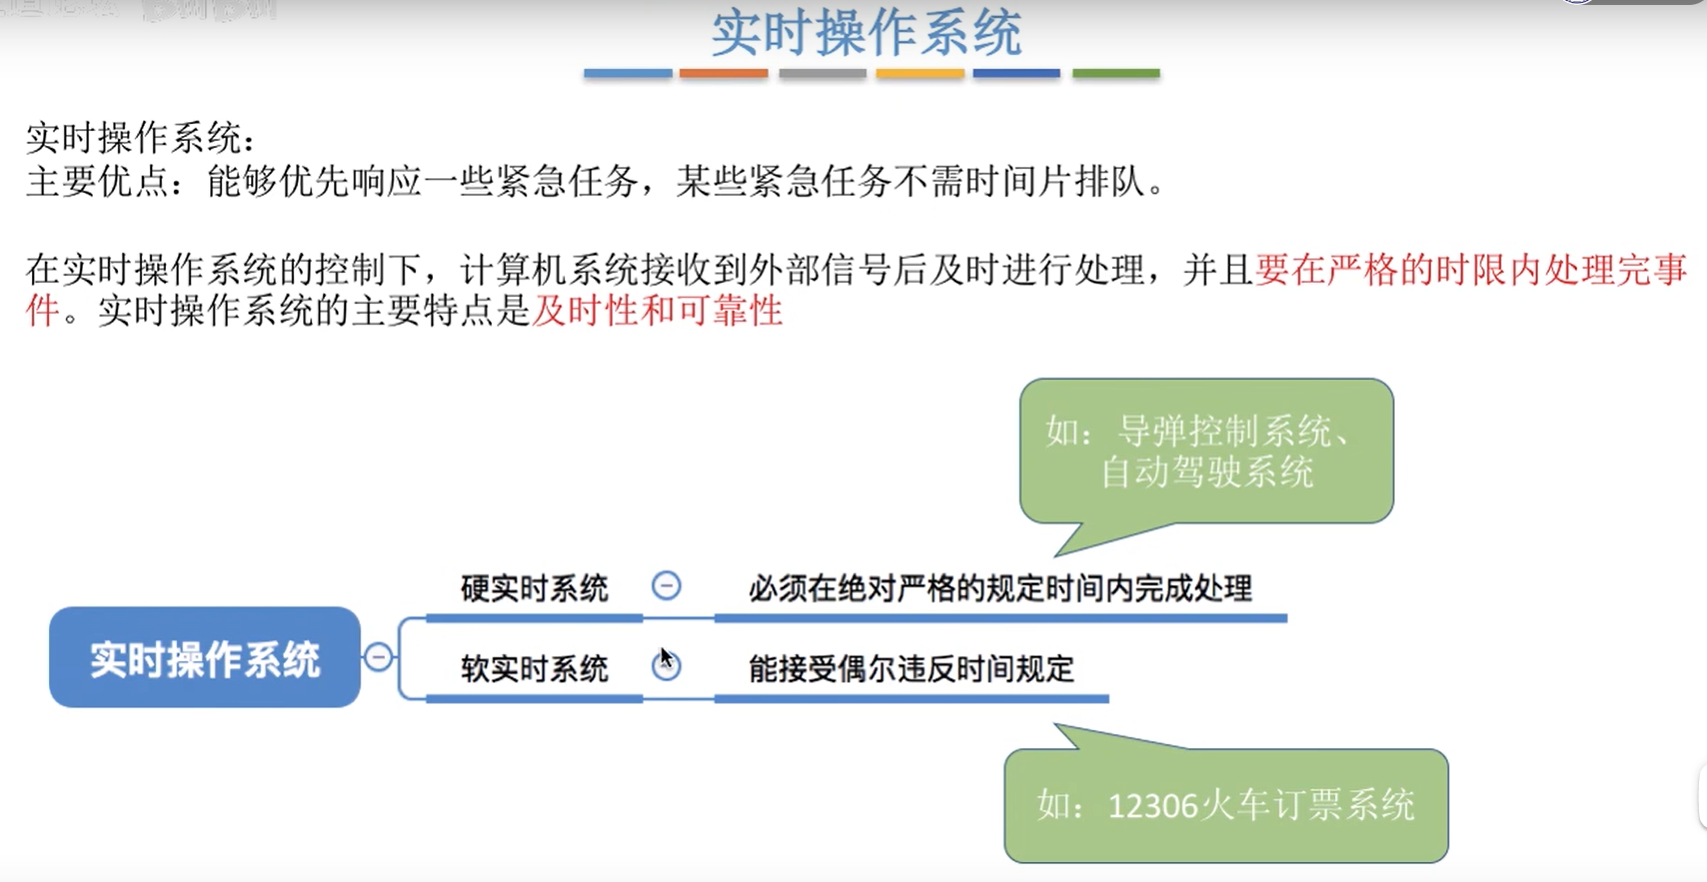 实时操作系统
实时操作系统：
主要优点：能够优先响应一些紧急任务，某些紧急任务不需时间片排队。
在实时操作系统的控制下，计算机系统接收到外部信号后及时进行处理，并且要在严格的时限内处理完事
件。实时操作系统的主要特点是及时性和可靠性
如：导弹控制系统、
自动驾驶系统
硬实时系统
必须在绝对严格的规定时间内完成处理
实时操作系统
软实时系统
能接受偶尔违反时间规定
如：12306火车订票系统